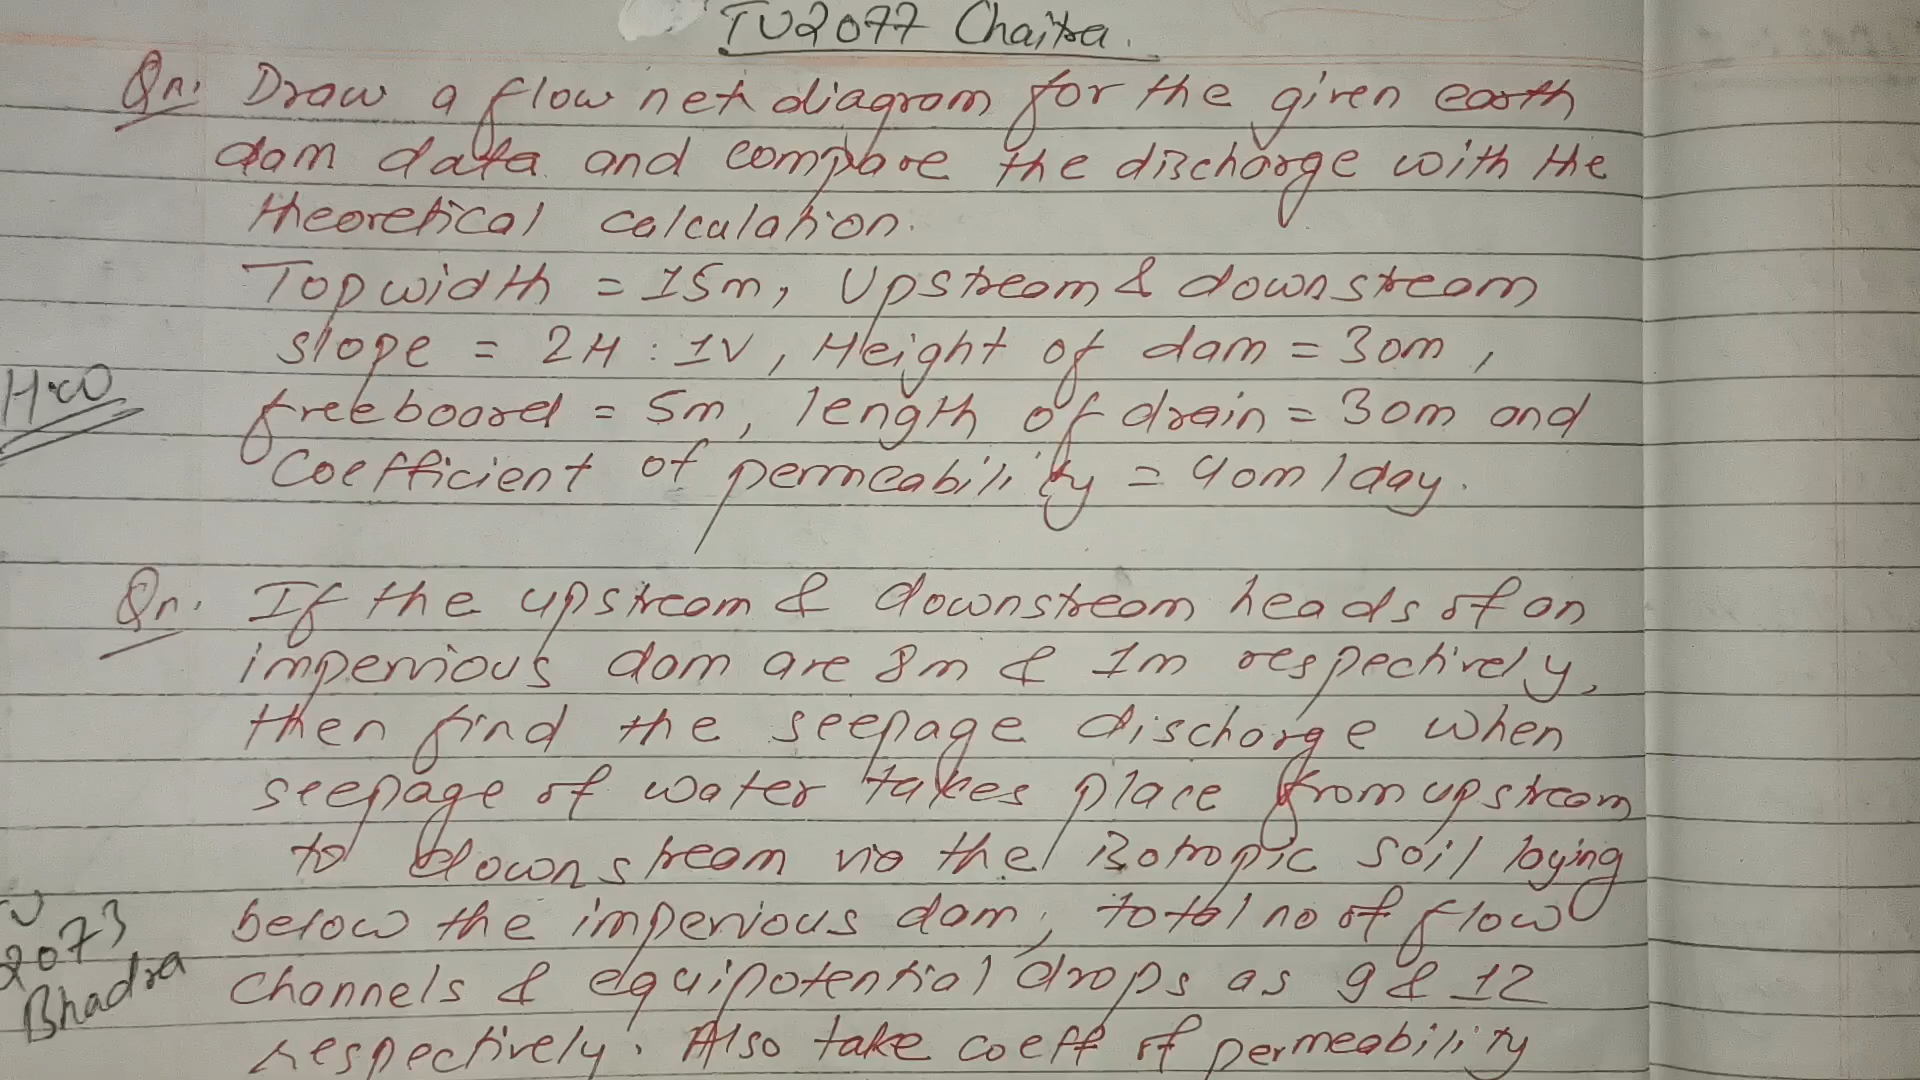 TU 2077 Chaitra.
Qn. Draw a flow net diagram for the given earth
dam data and compare the discharge with the
theoretical calculation.
Top width = 15m, Upstream & downstream
slope = 2H : 1V, Height of dam = 30m,
H.W
freeboard = 5m, length of drain = 30m and
Coefficient of permeability = 40m/day.
Qn. If the upstream & downstream heads of an
impervious dam are 8m & 1m respectively,
then find the seepage discharge when
seepage of water takes place from upstream
to downstream via the isotropic soil laying
below the impervious dam, total no of flow
2073
Bhadra
channels & equipotential drops as 9 & 12
respectively. Also take coeff of permeability